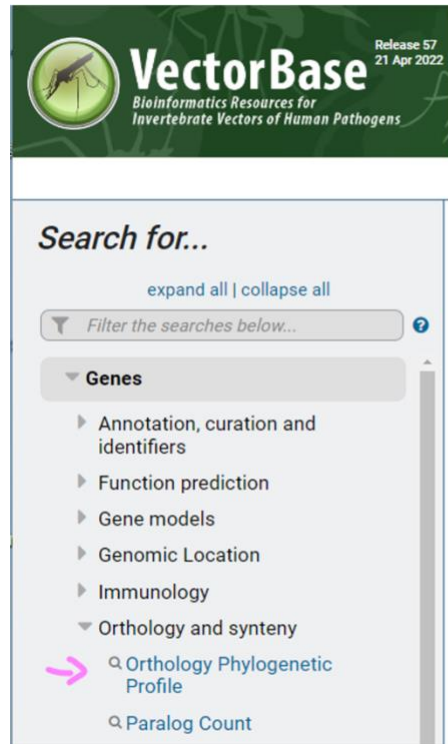 Release 57
21 Apr 2022
VectorBase
Bioinformatics Resources for
Invertebrate Vectors of Human Pathogens
Search for...
expand all | collapse all
Filter the searches below...
Genes
Annotation, curation and
identifiers
Function prediction
Gene models
Genomic Location
Immunology
Orthology and synteny
Orthology Phylogenetic
Profile
Paralog Count